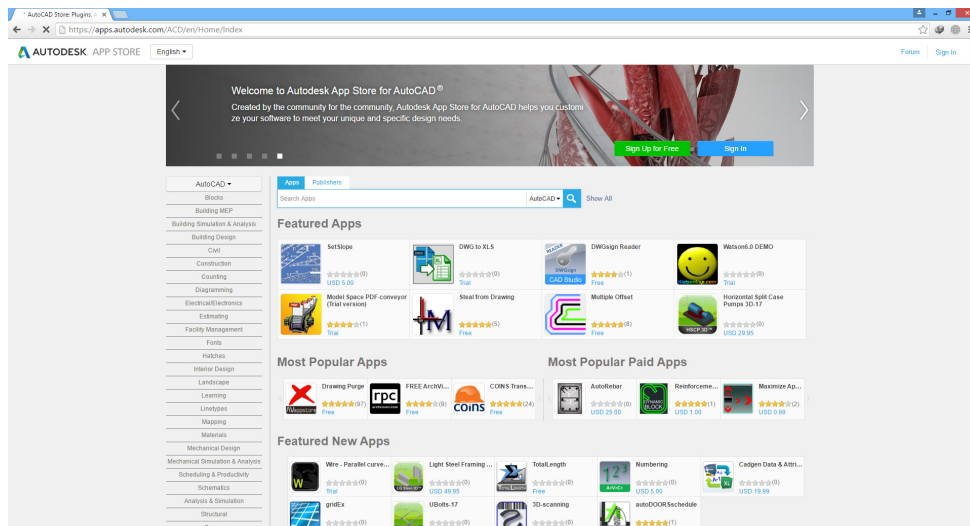 AutoCAD Store: Plugins,
https://apps.autodesk.com/ACD/en/Home/Index
AUTODESK APP STORE English
Forum Sign In
Welcome to Autodesk App Store for AutoCAD®
Created by the community for the community, Autodesk App Store for AutoCAD helps you customi
ze your software to meet your unique and specific design needs.
Sign Up for Free Sign In
AutoCAD
Blocks
Building MEP
Building Simulation & Analysis
Building Design
Civil
Construction
Counting
Diagramming
Electrical/Electronics
Estimating
Facility Management
Fonts
Hatches
Interior Design
Landscape
Learning
Linetypes
Mapping
Materials
Mechanical Design
Mechanical Simulation & Analysis
Scheduling & Productivity
Schematics
Analysis & Simulation
Structural
Apps Publishers
Search Apps AutoCAD Show All
Featured Apps
SetSlope
(0)
USD 5.00
DWG to XLS
(0)
Trial
READER
DWGsign
CAD Studio
DWGsign Reader
(1)
Free
Watson6.0 DEMO
(0)
Trial
Model Space PDF-conveyor
(Trial version)
(1)
Trial
Steal from Drawing
(5)
Free
Multiple Offset
(8)
Free
HSCP 3D™
Horizontal Split Case
Pumps 3D-17
(0)
USD 29.95
Most Popular Apps
Drawing Purge
(97)
Free
rpc
FREE ArchVi...
(9)
Free
COINS
COINS Trans...
(24)
Free
Most Popular Paid Apps
AutoRebar
(0)
USD 25.00
DYNAMIC
BLOCK
Reinforceme...
(1)
USD 1.00
Maximize Ap...
(2)
USD 0.99
Featured New Apps
W
Wire - Parallel curve...
(0)
Trial
Light Steel Framing ...
(0)
USD 49.95
TotalLength
(0)
Free
123
Numbering
(0)
USD 5.00
XL
Cadgen Data & Attri...
(0)
USD 19.99
gridEx
(0)
UBolts-17
(0)
3D-scanning
(0)
autoDOORSschedule
(1)